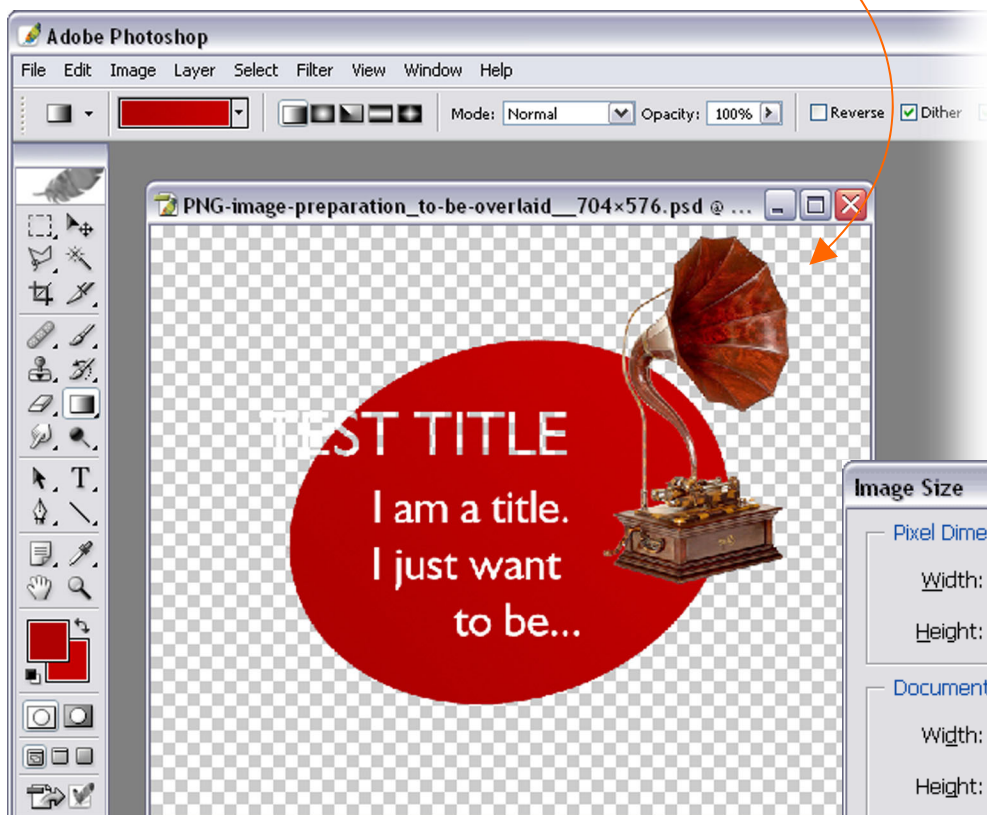 Adobe Photoshop
File Edit Image Layer Select Filter View Window Help
Mode: Normal Opacity: 100% Reverse Dither
PNG-image-preparation_to-be-overlaid__704×576.psd @ ...
TEST TITLE
I am a title.
I just want
to be...
Image Size
Pixel Dime
Width:
Height:
Document
Width:
Height:
T